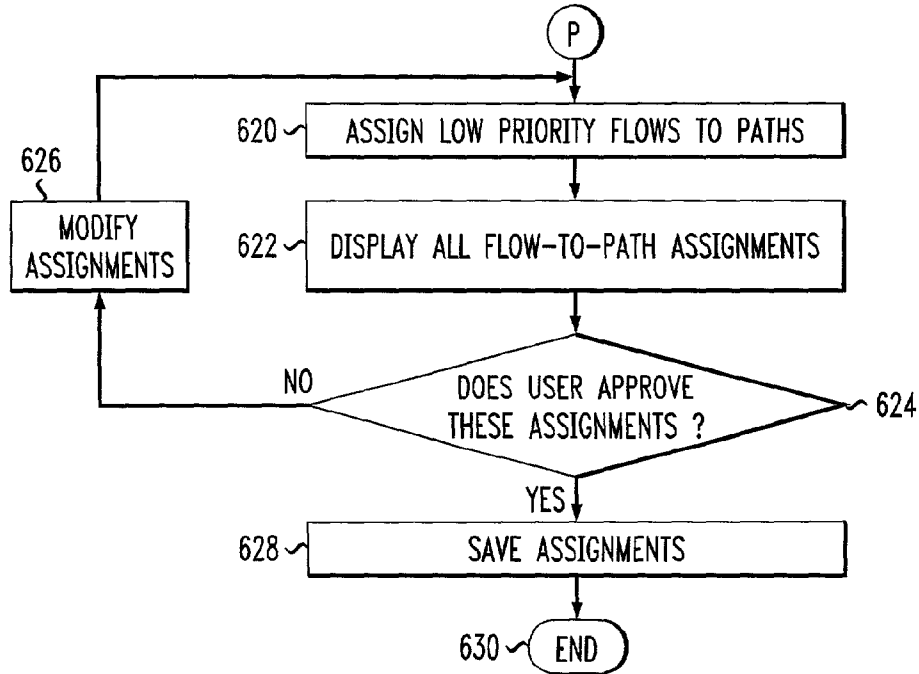 P
620
ASSIGN LOW PRIORITY FLOWS TO PATHS
626
MODIFY
ASSIGNMENTS
622
DISPLAY ALL FLOW-TO-PATH ASSIGNMENTS
NO
DOES USER APPROVE
THESE ASSIGNMENTS ?
624
YES
628
SAVE ASSIGNMENTS
630
END